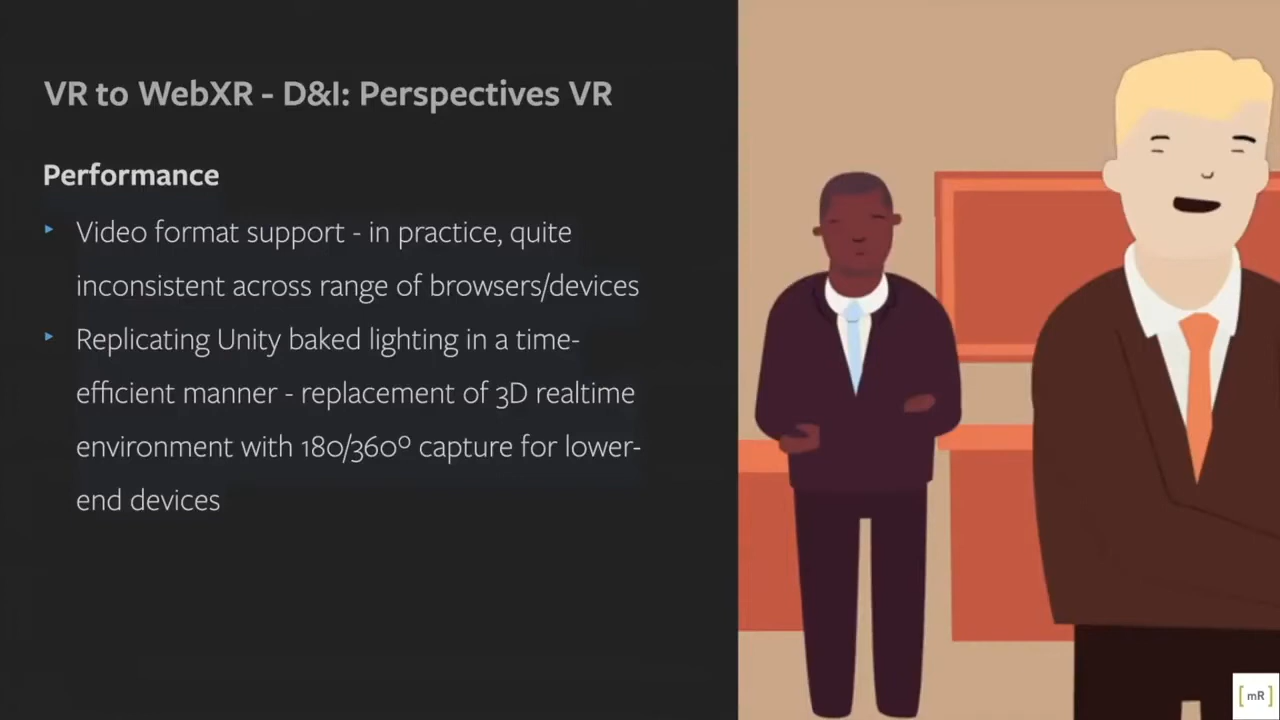 VR to WebXR - D&I: Perspectives VR
Performance
‣ Video format support - in practice, quite
inconsistent across range of browsers/devices
‣ Replicating Unity baked lighting in a time-
efficient manner - replacement of 3D realtime
environment with 180/360º capture for lower-
end devices
[mR]